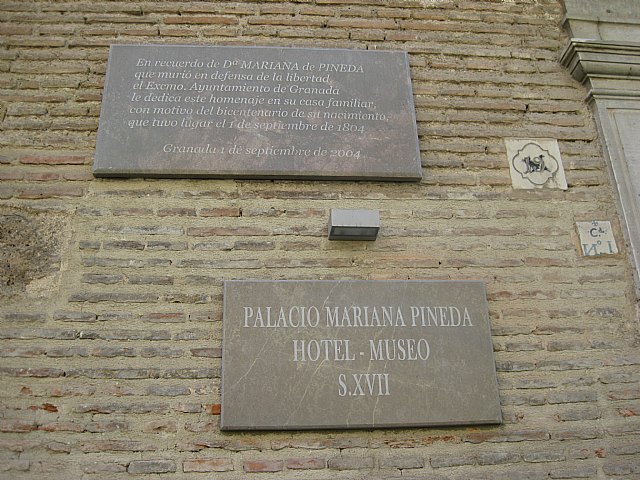 En recuerdo de Dª MARIANA de PINEDA
que murió en defensa de la libertad,
el Excmo. Ayuntamiento de Granada
le dedica este homenaje en su casa familiar,
con motivo del bicentenario de su nacimiento,
que tuvo lugar el 1 de septiembre de 1804
Granada 1 de septiembre de 2004
PALACIO MARIANA PINEDA
HOTEL - MUSEO
S.XVII